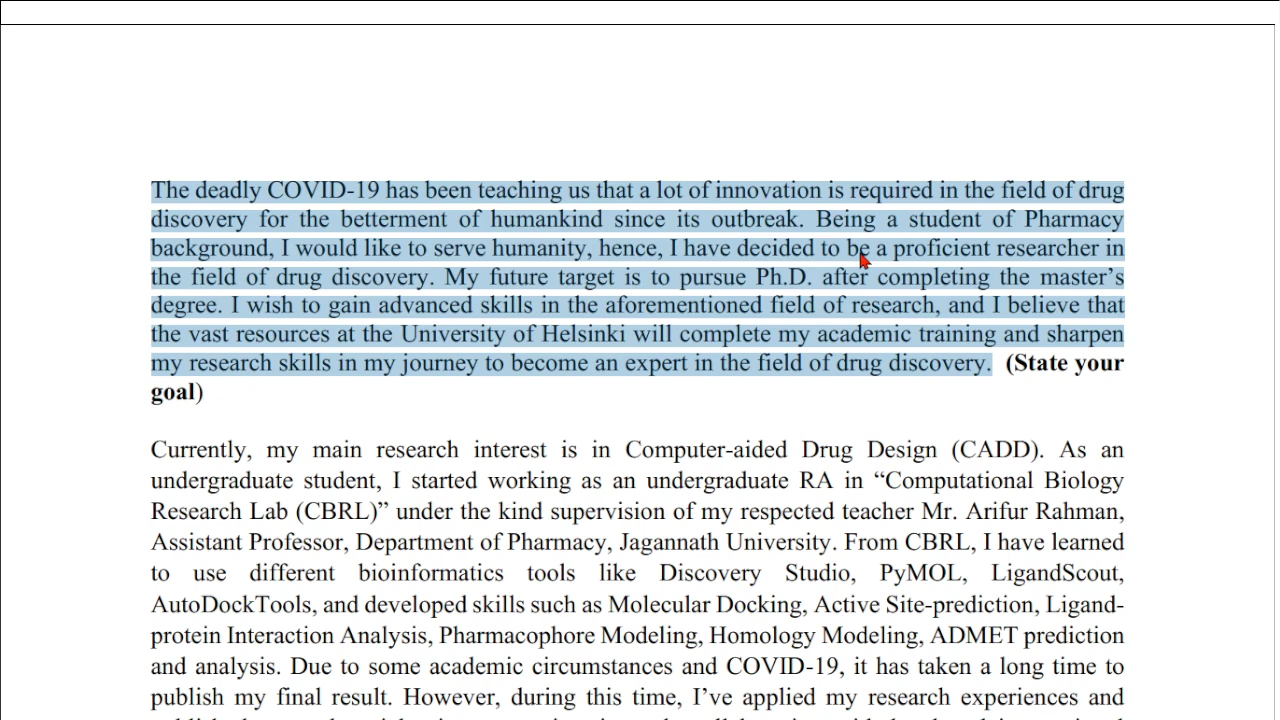 The deadly COVID-19 has been teaching us that a lot of innovation is required in the field of drug
discovery for the betterment of humankind since its outbreak. Being a student of Pharmacy
background, I would like to serve humanity, hence, I have decided to be a proficient researcher in
the field of drug discovery. My future target is to pursue Ph.D. after completing the master’s
degree. I wish to gain advanced skills in the aforementioned field of research, and I believe that
the vast resources at the University of Helsinki will complete my academic training and sharpen
my research skills in my journey to become an expert in the field of drug discovery. (State your
goal)
Currently, my main research interest is in Computer-aided Drug Design (CADD). As an
undergraduate student, I started working as an undergraduate RA in “Computational Biology
Research Lab (CBRL)” under the kind supervision of my respected teacher Mr. Arifur Rahman,
Assistant Professor, Department of Pharmacy, Jagannath University. From CBRL, I have learned
to use different bioinformatics tools like Discovery Studio, PyMOL, LigandScout,
AutoDockTools, and developed skills such as Molecular Docking, Active Site-prediction, Ligand-
protein Interaction Analysis, Pharmacophore Modeling, Homology Modeling, ADMET prediction
and analysis. Due to some academic circumstances and COVID-19, it has taken a long time to
publish my final result. However, during this time, I’ve applied my research experiences and